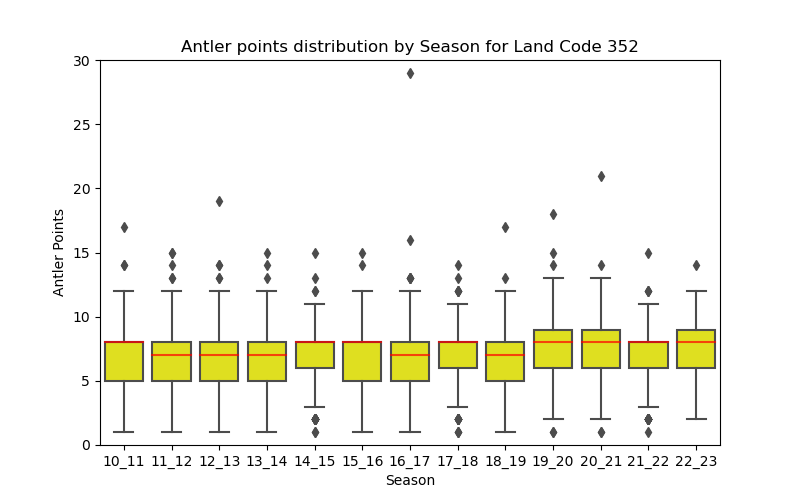 Antler points distribution by Season for Land Code 352
30
25
20
15
10
5
0
Antler Points
10_11 11_12 12_13 13_14 14_15 15_16 16_17 17_18 18_19 19_20 20_21 21_22 22_23
Season